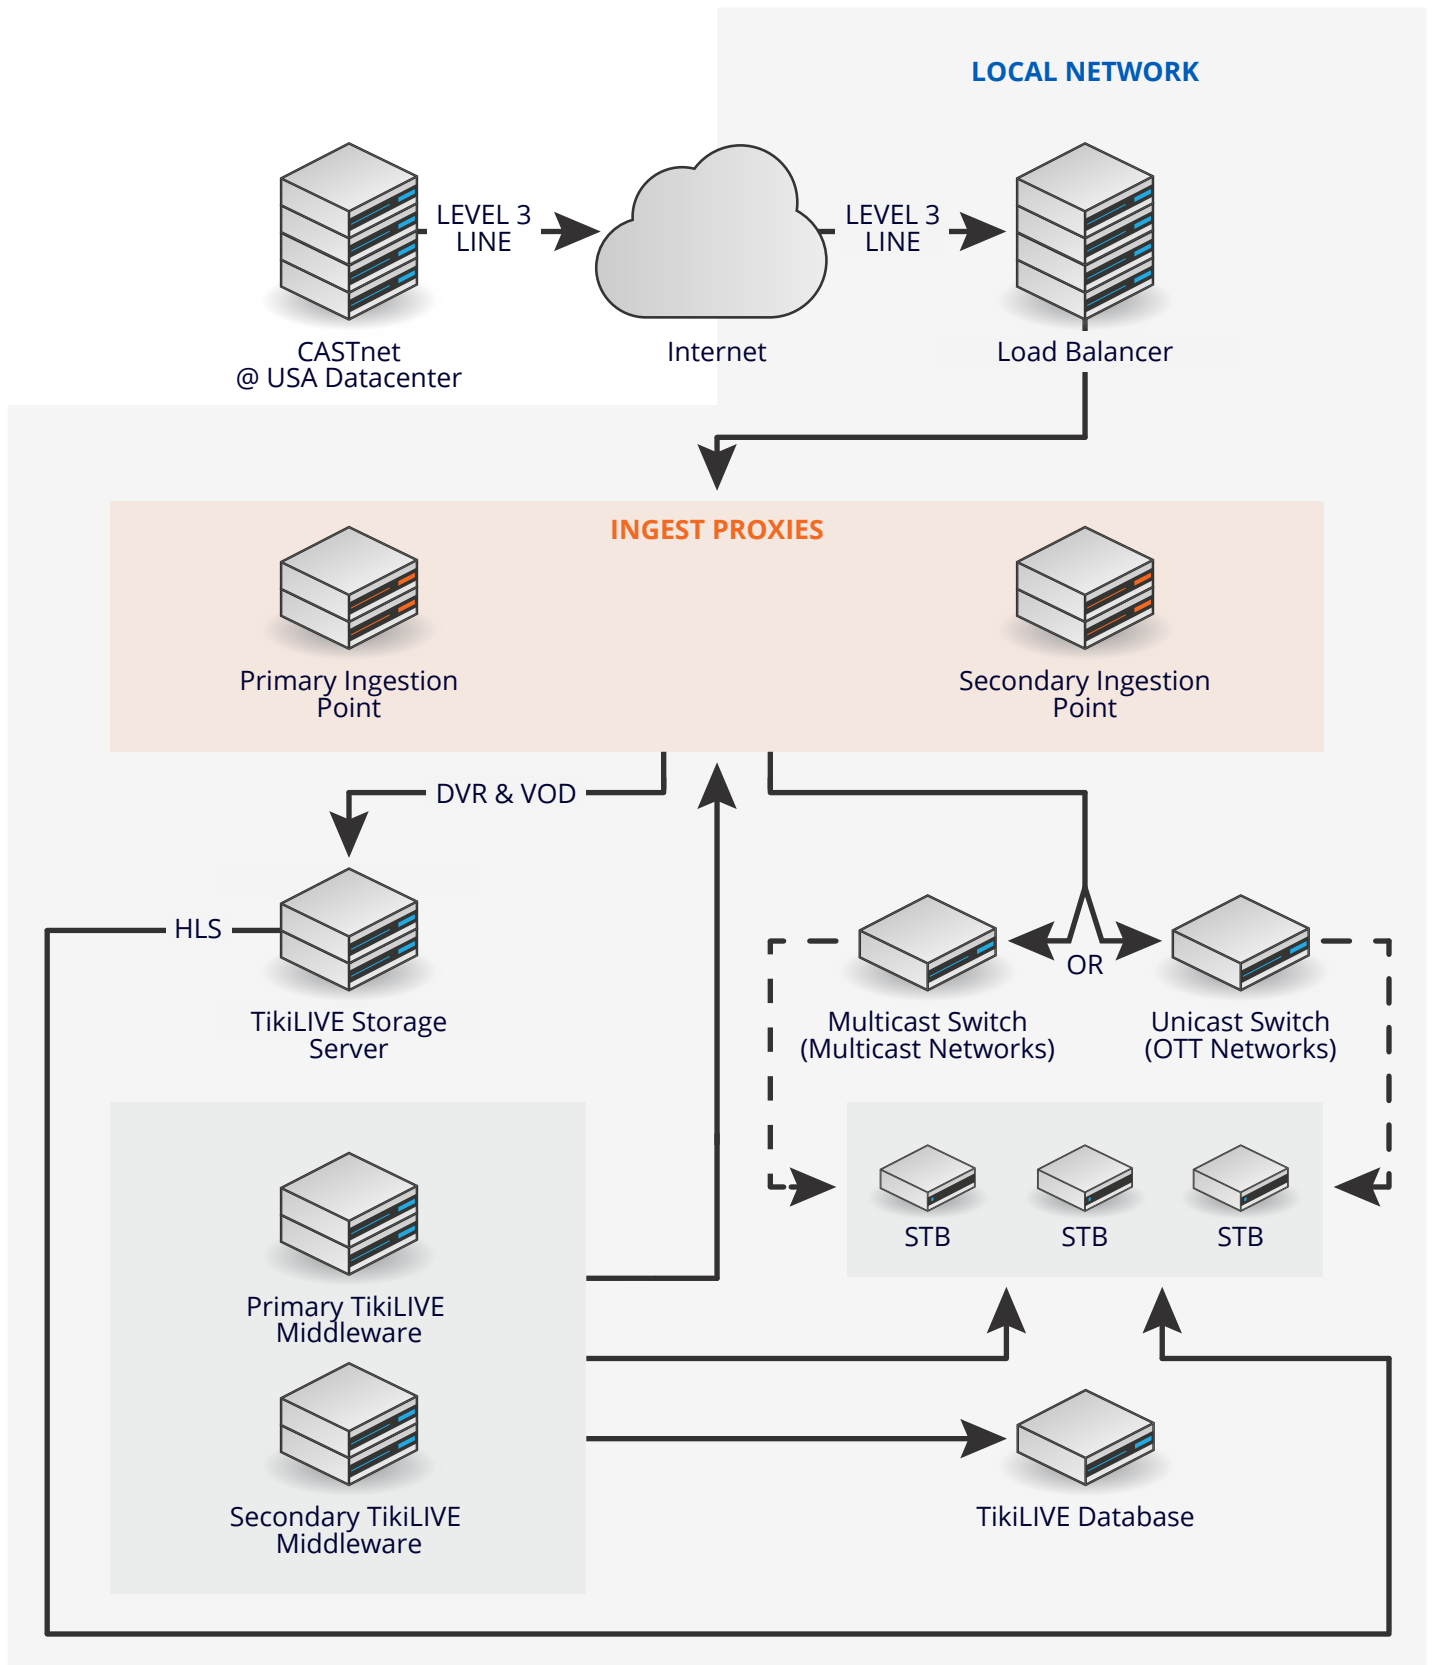 LOCAL NETWORK
LEVEL 3
LINE
LEVEL 3
LINE
CASTnet
@ USA Datacenter
Internet
Load Balancer
INGEST PROXIES
Primary Ingestion
Point
Secondary Ingestion
Point
DVR & VOD
HLS
OR
TikiLIVE Storage
Server
Multicast Switch
(Multicast Networks)
Unicast Switch
(OTT Networks)
STB
STB
STB
Primary TikiLIVE
Middleware
Secondary TikiLIVE
Middleware
TikiLIVE Database